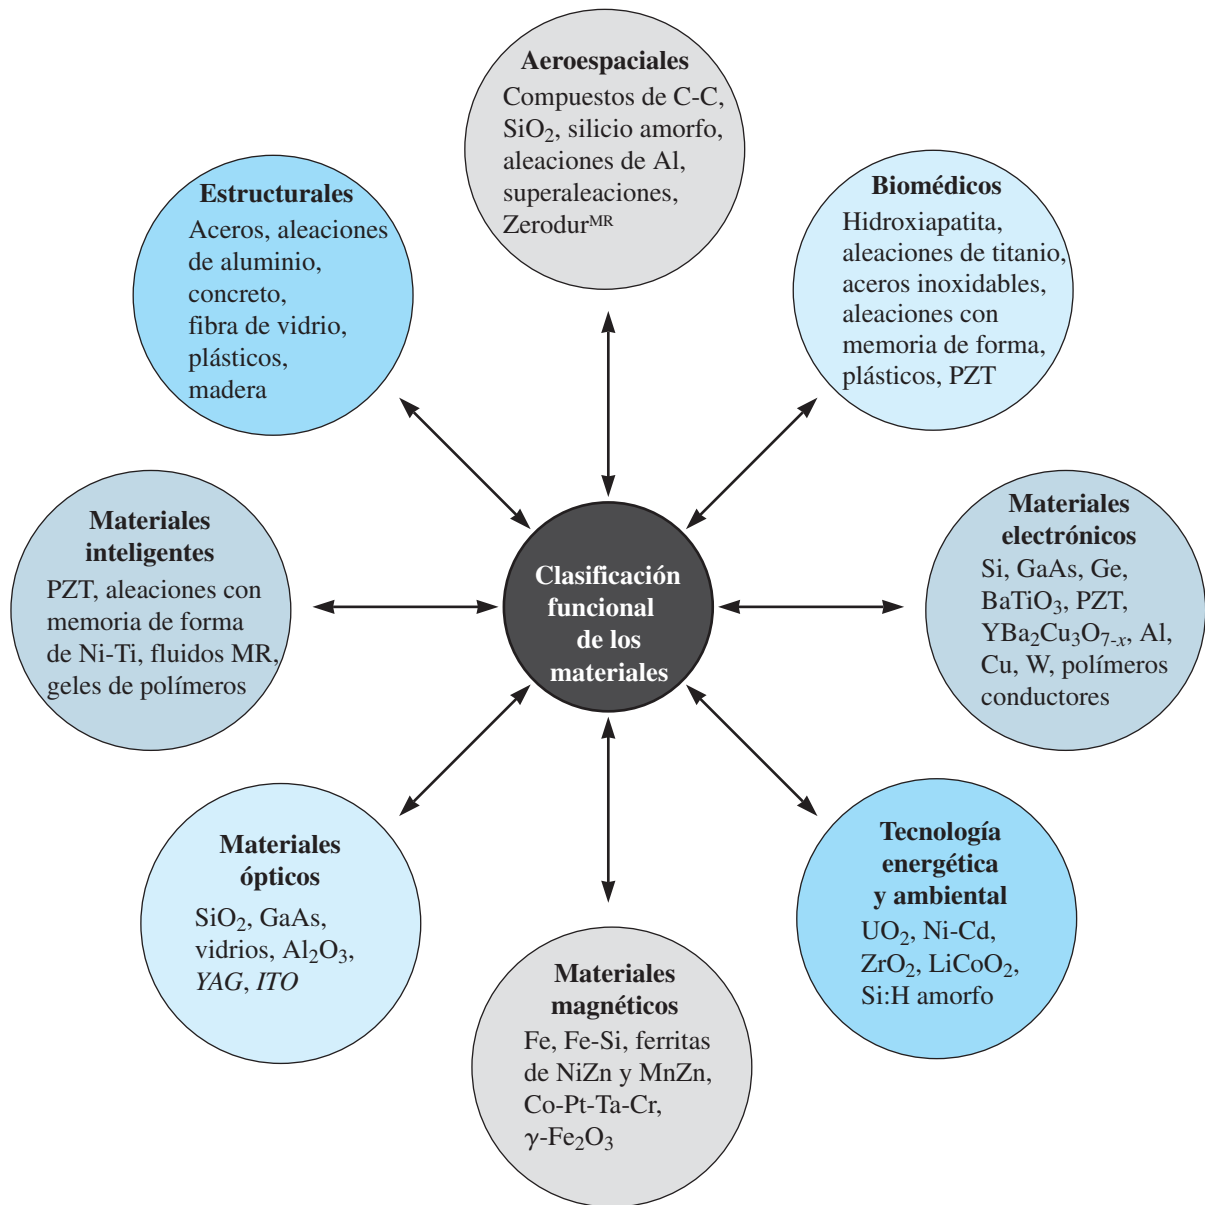 Aeroespaciales
Compuestos de C-C,
SiO₂, silicio amorfo,
aleaciones de Al,
superaleaciones,
Zerodurᴹᴿ
Estructurales
Aceros, aleaciones
de aluminio,
concreto,
fibra de vidrio,
plásticos,
madera
Biomédicos
Hidroxiapatita,
aleaciones de titanio,
aceros inoxidables,
aleaciones con
memoria de forma,
plásticos, PZT
Materiales
inteligentes
PZT, aleaciones con
memoria de forma
de Ni-Ti, fluidos MR,
geles de polímeros
Clasificación
funcional
de los
materiales
Materiales
electrónicos
Si, GaAs, Ge,
BaTiO₃, PZT,
YBa₂Cu₃O₇₋ₓ, Al,
Cu, W, polímeros
conductores
Materiales
ópticos
SiO₂, GaAs,
vidrios, Al₂O₃,
YAG, ITO
Tecnología
energética
y ambiental
UO₂, Ni-Cd,
ZrO₂, LiCoO₂,
Si:H amorfo
Materiales
magnéticos
Fe, Fe-Si, ferritas
de NiZn y MnZn,
Co-Pt-Ta-Cr,
γ-Fe₂O₃